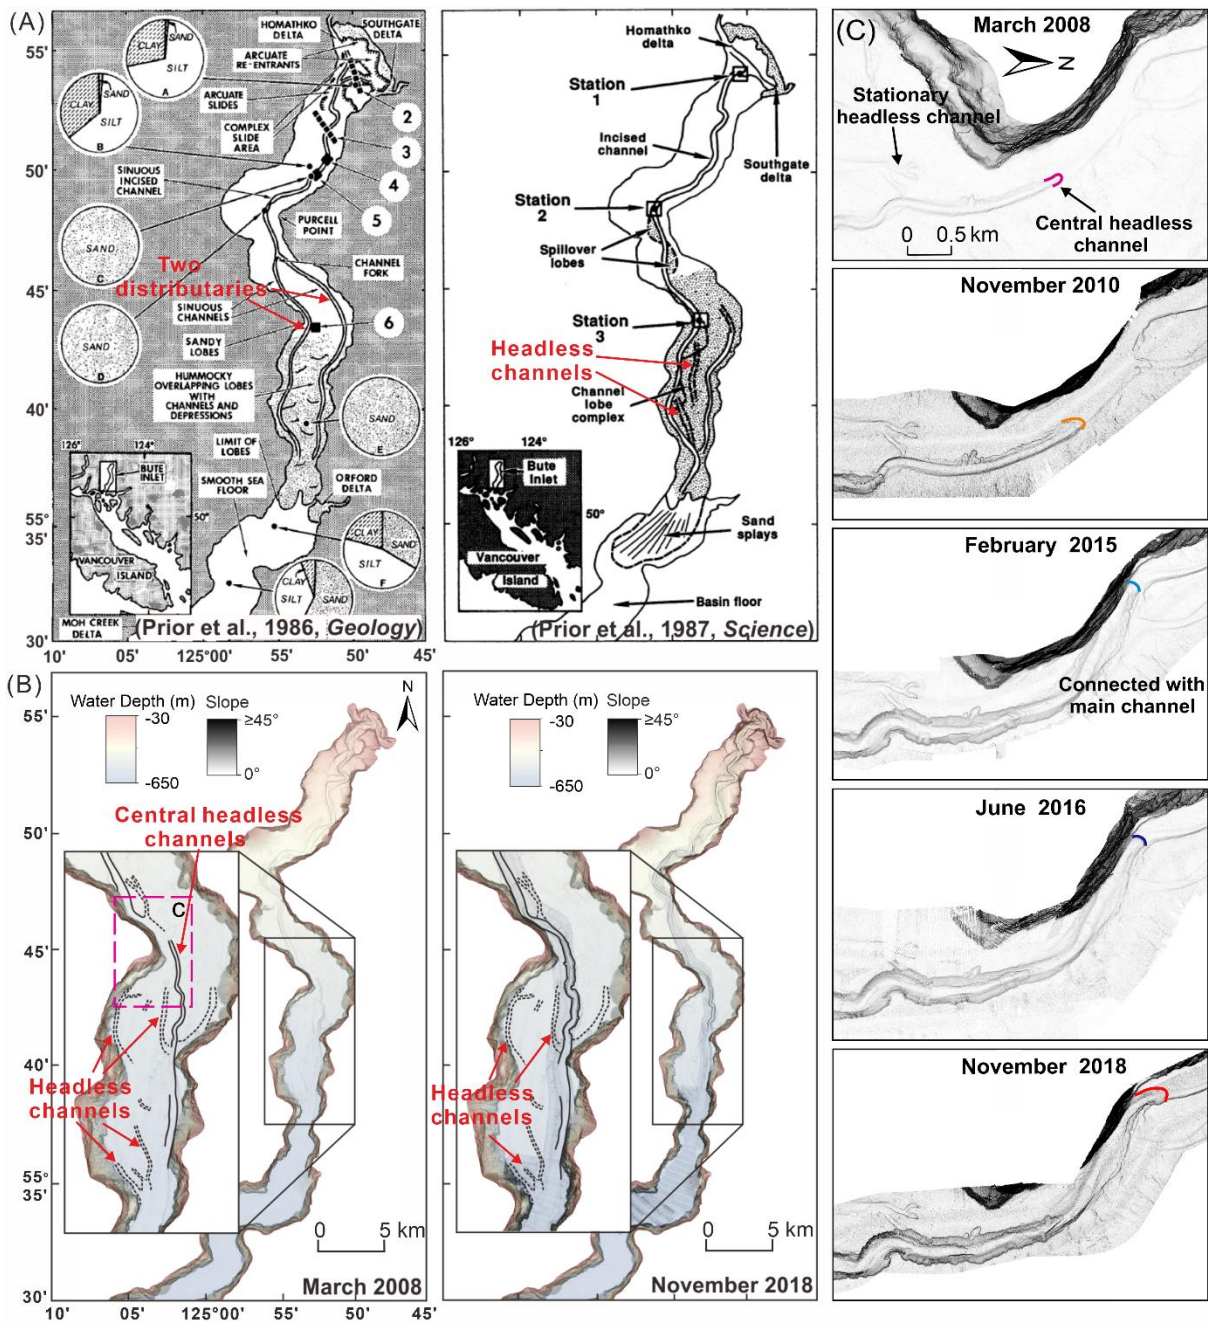 (A)
55'
50'
45'
40'
35°
35'
30'
10'
05'
125°00'
55'
50'
45'
SAND
CLAY
SILT
A
CLAY
SAND
SILT
B
SAND
C
SAND
D
HOMATHKO
DELTA
SOUTHGATE
DELTA
ARCUATE
RE-ENTRANTS
ARCUATE
SLIDES
COMPLEX
SLIDE
AREA
2
3
4
5
6
SINUOUS
INCISED
CHANNEL
PURCELL
POINT
CHANNEL
FORK
Two
distributaries
SINUOUS
CHANNELS
SANDY
LOBES
HUMMOCKY
OVERLAPPING LOBES
WITH
CHANNELS AND
DEPRESSIONS
SAND
E
LIMIT OF
LOBES
SMOOTH SEA
FLOOR
ORFORD
DELTA
126°
124°
BUTE
INLET
50°
VANCOUVER
ISLAND
CLAY
SAND
SILT
F
CLAY
SILT
SAND
MOH CREEK
DELTA
(Prior et al., 1986, Geology)
Homathko
delta
Station
1
Incised
channel
Southgate
delta
Station
2
Spillover
lobes
Station
3
Headless
channels
Channel
lobe
complex
126°
124°
Bute
Inlet
50°
Vancouver
Island
Sand
splays
Basin floor
(Prior et al., 1987, Science)
(B)
Water Depth (m)
-30
-650
Slope
≥45°
0°
N
Central headless
channels
C
Headless
channels
0 5 km
March 2008
55'
50'
45'
40'
55°
35'
30'
10'
05'
125°00'
55'
50'
45'
Water Depth (m)
-30
-650
Slope
≥45°
0°
Headless
channels
0 5 km
November 2018
10'
05'
125°00'
55'
50'
45'
(C)
March 2008
N
Stationary
headless channel
0 0.5 km
Central headless
channel
November 2010
February 2015
Connected with
main channel
June 2016
November 2018